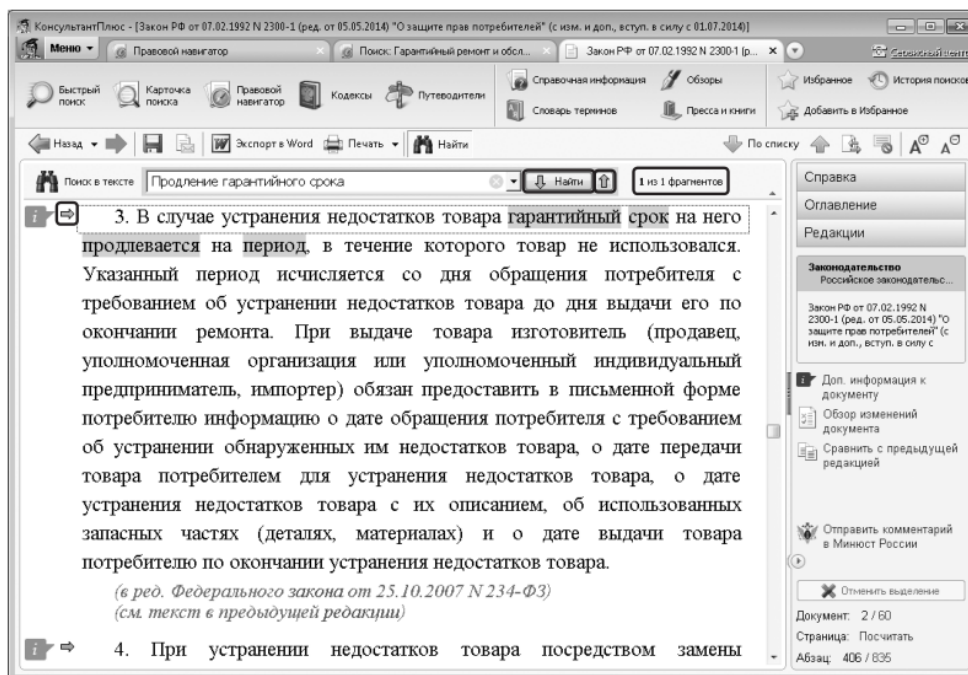 КонсультантПлюс - [Закон РФ от 07.02.1992 N 2300-1 (ред. от 05.05.2014) "О защите прав потребителей" (с изм. и доп., вступ. в силу с 01.07.2014)]
Меню
Правовой навигатор
Поиск: Гарантийный ремонт и обсл...
Закон РФ от 07.02.1992 N 2300-1 (р...
Сервисный центр
Быстрый поиск
Карточка поиска
Правовой навигатор
Кодексы
Путеводители
Справочная информация
Словарь терминов
Обзоры
Пресса и книги
Избранное
История поисков
Добавить в Избранное
Назад
Экспорт в Word
Печать
Найти
По списку
Поиск в тексте
Продление гарантийного срока
Найти
1 из 1 фрагментов
3. В случае устранения недостатков товара гарантийный срок на него
продлевается на период, в течение которого товар не использовался.
Указанный период исчисляется со дня обращения потребителя с
требованием об устранении недостатков товара до дня выдачи его по
окончании ремонта. При выдаче товара изготовитель (продавец,
уполномоченная организация или уполномоченный индивидуальный
предприниматель, импортер) обязан предоставить в письменной форме
потребителю информацию о дате обращения потребителя с требованием
об устранении обнаруженных им недостатков товара, о дате передачи
товара потребителем для устранения недостатков товара, о дате
устранения недостатков товара с их описанием, об использованных
запасных частях (деталях, материалах) и о дате выдачи товара
потребителю по окончании устранения недостатков товара.
(в ред. Федерального закона от 25.10.2007 N 234-ФЗ)
(см. текст в предыдущей редакции)
4. При устранении недостатков товара посредством замены
Справка
Оглавление
Редакции
Законодательство
Российское законодательс...
Закон РФ от 07.02.1992 N
2300-1 (ред. от 05.05.2014) "О
защите прав потребителей" (с
изм. и доп., вступ. в силу с
Доп. информация к
документу
Обзор изменений
документа
Сравнить с предыдущей
редакцией
Отправить комментарий
в Минюст России
Отменить выделение
Документ: 2 / 60
Страница: Посчитать
Абзац: 406 / 835